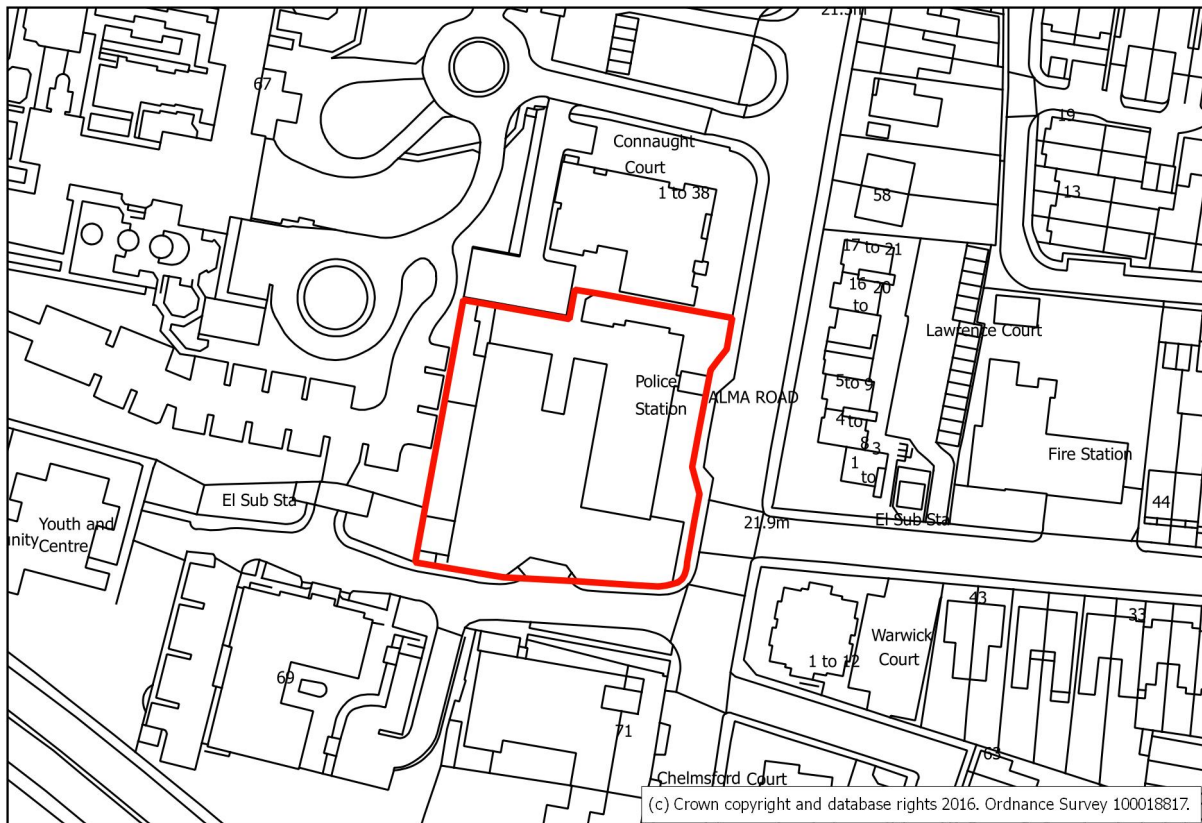 21.5m
67
19
Connaught
Court
1 to 38
13
58
17 to 21
16
20
to
Lawrence Court
Police
Station
ALMA ROAD
5
to 9
4
to
8
3
1
to
Fire Station
El Sub Sta
Youth and
unity
Centre
21.9m
El Sub Sta
44
43
33
Warwick
Court
1 to 12
69
71
63
Chelmsford Court
(c) Crown copyright and database rights 2016. Ordnance Survey 100018817.